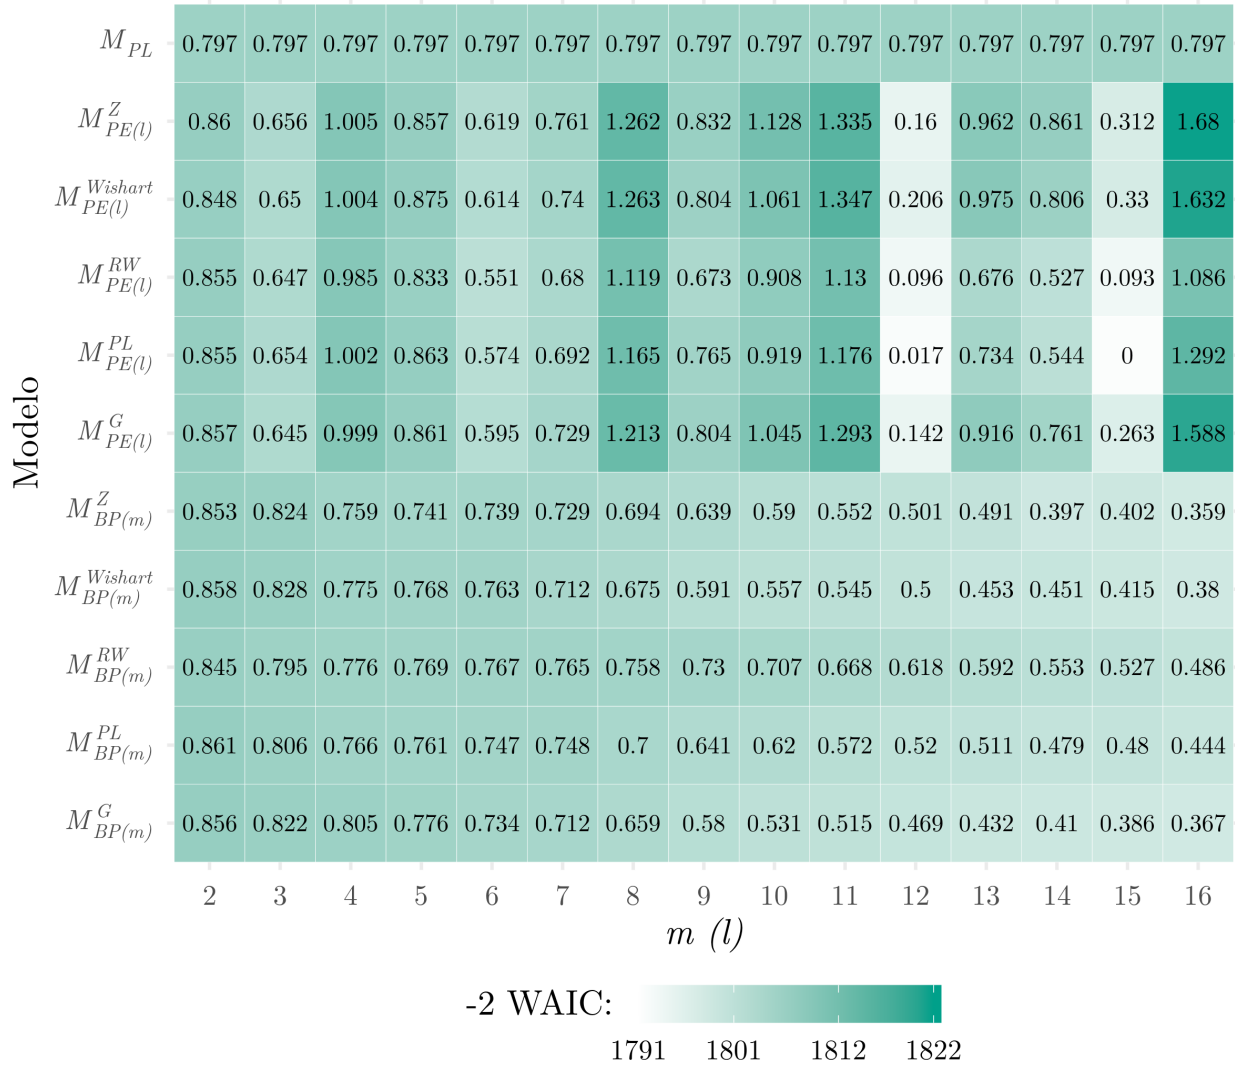 M PL 0.797 0.797 0.797 0.797 0.797 0.797 0.797 0.797 0.797 0.797 0.797 0.797 0.797 0.797 0.797
M Z PE(l) 0.86 0.656 1.005 0.857 0.619 0.761 1.262 0.832 1.128 1.335 0.16 0.962 0.861 0.312 1.68
M Wishart PE(l) 0.848 0.65 1.004 0.875 0.614 0.74 1.263 0.804 1.061 1.347 0.206 0.975 0.806 0.33 1.632
M RW PE(l) 0.855 0.647 0.985 0.833 0.551 0.68 1.119 0.673 0.908 1.13 0.096 0.676 0.527 0.093 1.086
M PL PE(l) 0.855 0.654 1.002 0.863 0.574 0.692 1.165 0.765 0.919 1.176 0.017 0.734 0.544 0 1.292
M G PE(l) 0.857 0.645 0.999 0.861 0.595 0.729 1.213 0.804 1.045 1.293 0.142 0.916 0.761 0.263 1.588
M Z BP(m) 0.853 0.824 0.759 0.741 0.739 0.729 0.694 0.639 0.59 0.552 0.501 0.491 0.397 0.402 0.359
M Wishart BP(m) 0.858 0.828 0.775 0.768 0.763 0.712 0.675 0.591 0.557 0.545 0.5 0.453 0.451 0.415 0.38
M RW BP(m) 0.845 0.795 0.776 0.769 0.767 0.765 0.758 0.73 0.707 0.668 0.618 0.592 0.553 0.527 0.486
M PL BP(m) 0.861 0.806 0.766 0.761 0.747 0.748 0.7 0.641 0.62 0.572 0.52 0.511 0.479 0.48 0.444
M G BP(m) 0.856 0.822 0.805 0.776 0.734 0.712 0.659 0.58 0.531 0.515 0.469 0.432 0.41 0.386 0.367
Modelo
2 3 4 5 6 7 8 9 10 11 12 13 14 15 16
m (l)
-2 WAIC:
1791 1801 1812 1822